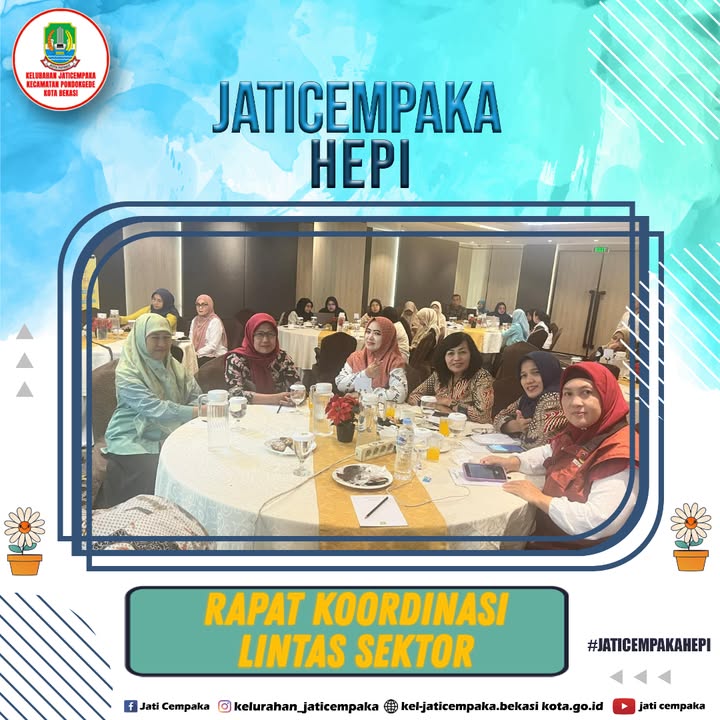 KELURAHAN JATICEMPAKA
KECAMATAN PONDOKGEDE
KOTA BEKASI
JATICEMPAKA
HEPI
RAPAT KOORDINASI
LINTAS SEKTOR
#JATICEMPAKAHEPI
Jati Cempaka kelurahan_jaticempaka kel-jaticempaka.bekasi kota.go.id jati cempaka